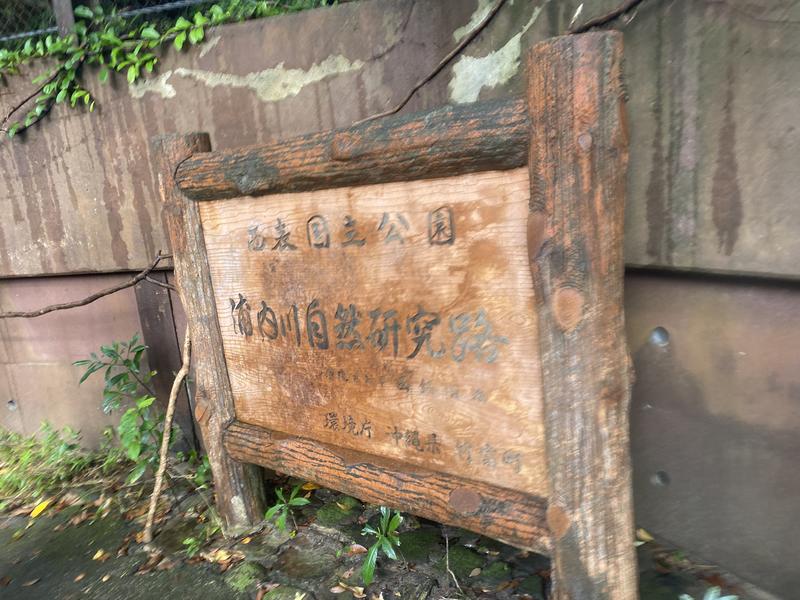 西表国立公園
浦内川自然研究路
環境庁 沖縄県 竹富町